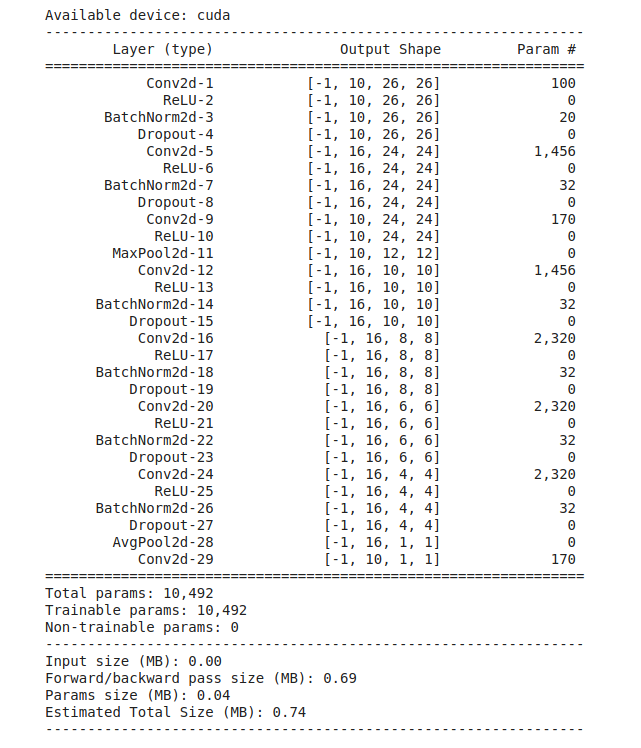 Available device: cuda
----------------------------------------------------------------
        Layer (type)               Output Shape         Param #
================================================================
            Conv2d-1           [-1, 10, 26, 26]             100
              ReLU-2           [-1, 10, 26, 26]               0
       BatchNorm2d-3           [-1, 10, 26, 26]              20
           Dropout-4           [-1, 10, 26, 26]               0
            Conv2d-5           [-1, 16, 24, 24]           1,456
              ReLU-6           [-1, 16, 24, 24]               0
       BatchNorm2d-7           [-1, 16, 24, 24]              32
           Dropout-8           [-1, 16, 24, 24]               0
            Conv2d-9           [-1, 10, 24, 24]             170
             ReLU-10           [-1, 10, 24, 24]               0
        MaxPool2d-11           [-1, 10, 12, 12]               0
           Conv2d-12           [-1, 16, 10, 10]           1,456
             ReLU-13           [-1, 16, 10, 10]               0
      BatchNorm2d-14           [-1, 16, 10, 10]              32
          Dropout-15           [-1, 16, 10, 10]               0
           Conv2d-16             [-1, 16, 8, 8]           2,320
             ReLU-17             [-1, 16, 8, 8]               0
      BatchNorm2d-18             [-1, 16, 8, 8]              32
          Dropout-19             [-1, 16, 8, 8]               0
           Conv2d-20             [-1, 16, 6, 6]           2,320
             ReLU-21             [-1, 16, 6, 6]               0
      BatchNorm2d-22             [-1, 16, 6, 6]              32
          Dropout-23             [-1, 16, 6, 6]               0
           Conv2d-24             [-1, 16, 4, 4]           2,320
             ReLU-25             [-1, 16, 4, 4]               0
      BatchNorm2d-26             [-1, 16, 4, 4]              32
          Dropout-27             [-1, 16, 4, 4]               0
        AvgPool2d-28             [-1, 16, 1, 1]               0
           Conv2d-29             [-1, 10, 1, 1]             170
================================================================
Total params: 10,492
Trainable params: 10,492
Non-trainable params: 0
----------------------------------------------------------------
Input size (MB): 0.00
Forward/backward pass size (MB): 0.69
Params size (MB): 0.04
Estimated Total Size (MB): 0.74
----------------------------------------------------------------